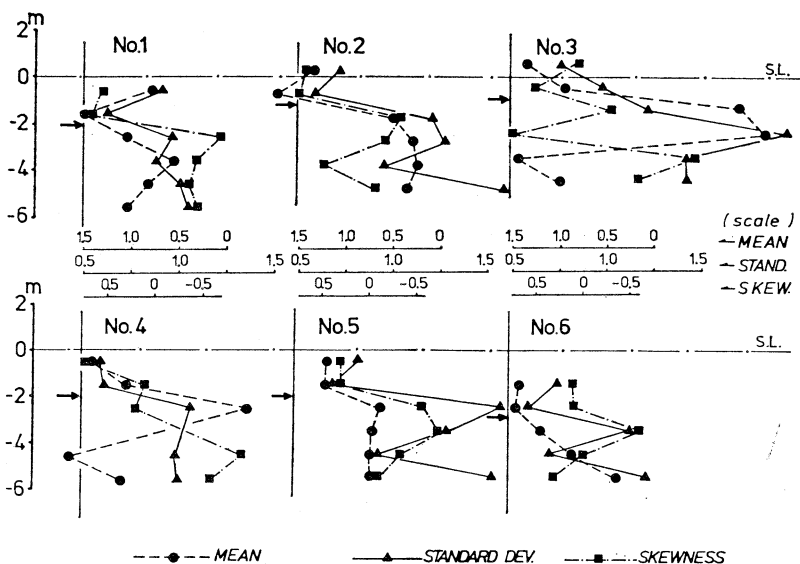 m
2
0
-2
-4
-6
No.1
No.2
No.3
S.L.
1.5 1.0 0.5 0
0.5 1.0 1.5
0.5 0 -0.5
1.5 1.0 0.5 0
0.5 1.0 1.5
0.5 0 -0.5
1.5 1.0 0.5 0
0.5 1.0 1.5
0.5 0 -0.5
(scale)
MEAN
STAND.
SKEW.
m
2
0
-2
-4
-6
No.4
No.5
No.6
S.L.
MEAN
STANDARD DEV.
SKEWNESS